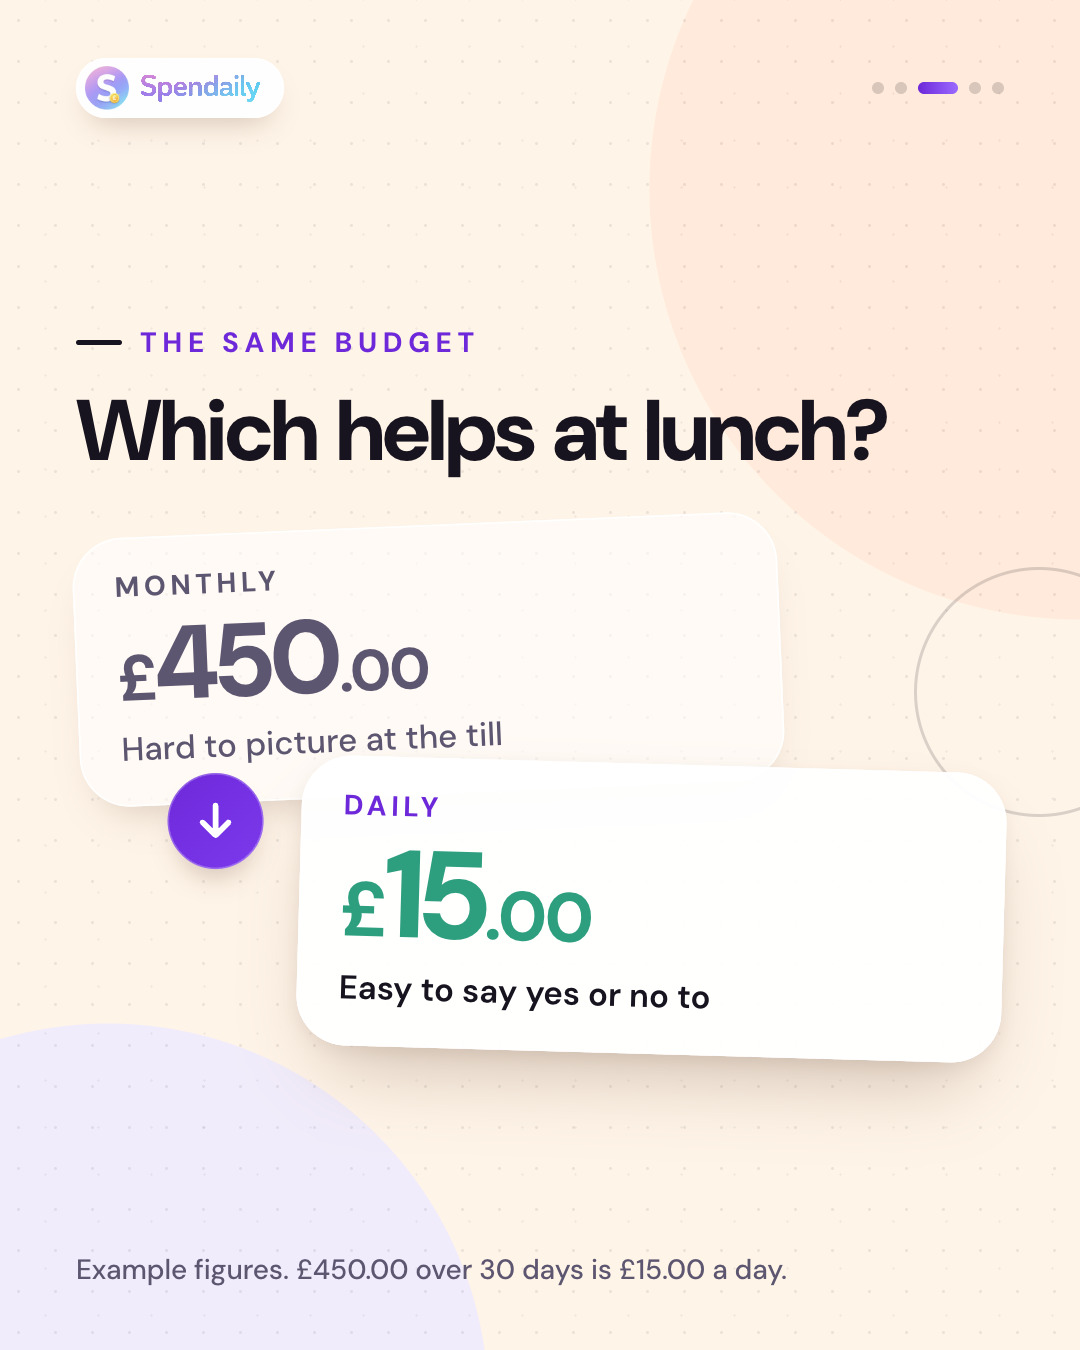 Spendaily
THE SAME BUDGET
Which helps at lunch?
MONTHLY
£450.00
Hard to picture at the till
DAILY
£15.00
Easy to say yes or no to
Example figures. £450.00 over 30 days is £15.00 a day.